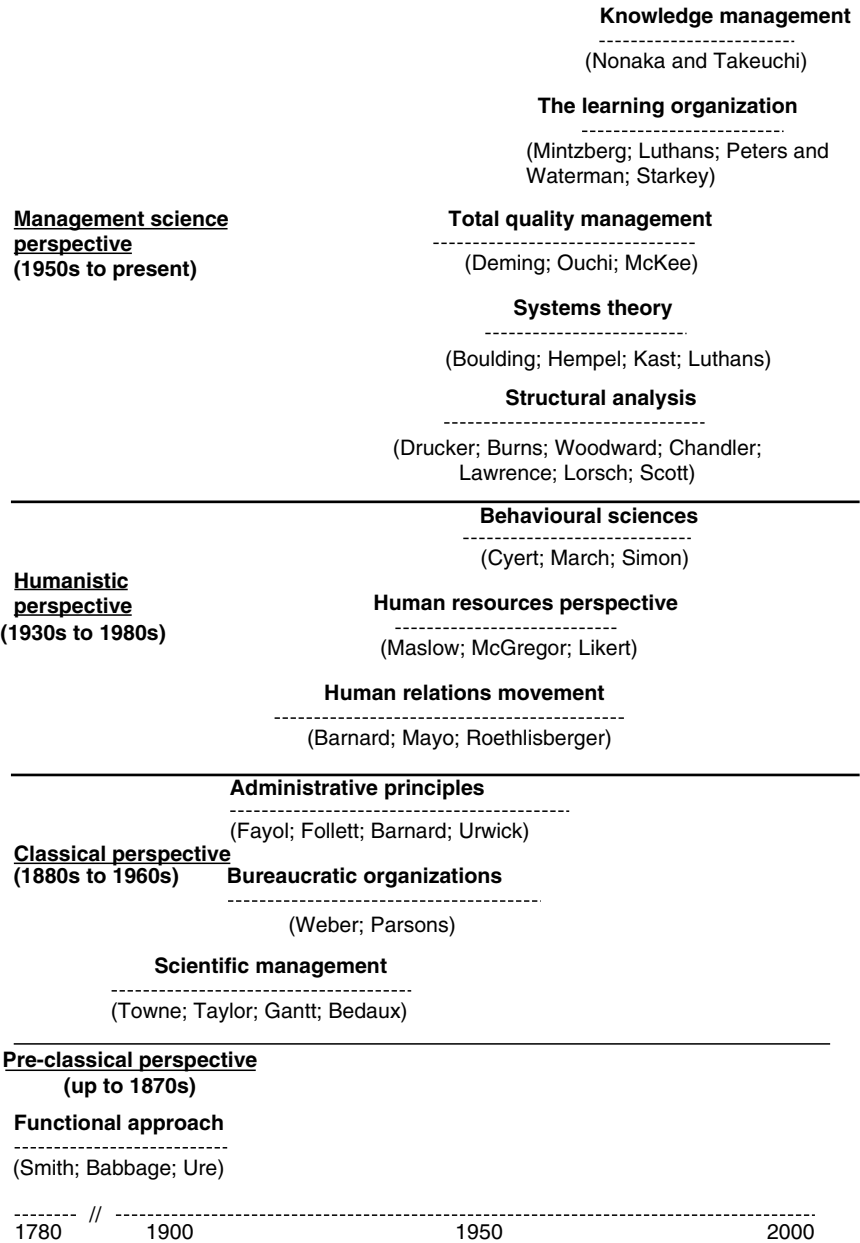 Knowledge management
(Nonaka and Takeuchi)
The learning organization
(Mintzberg; Luthans; Peters and
Waterman; Starkey)
Management science
perspective
(1950s to present)
Total quality management
(Deming; Ouchi; McKee)
Systems theory
(Boulding; Hempel; Kast; Luthans)
Structural analysis
(Drucker; Burns; Woodward; Chandler;
Lawrence; Lorsch; Scott)
Behavioural sciences
(Cyert; March; Simon)
Humanistic
perspective
(1930s to 1980s)
Human resources perspective
(Maslow; McGregor; Likert)
Human relations movement
(Barnard; Mayo; Roethlisberger)
Administrative principles
(Fayol; Follett; Barnard; Urwick)
Classical perspective
(1880s to 1960s)
Bureaucratic organizations
(Weber; Parsons)
Scientific management
(Towne; Taylor; Gantt; Bedaux)
Pre-classical perspective
(up to 1870s)
Functional approach
(Smith; Babbage; Ure)
//
1780 1900 1950 2000